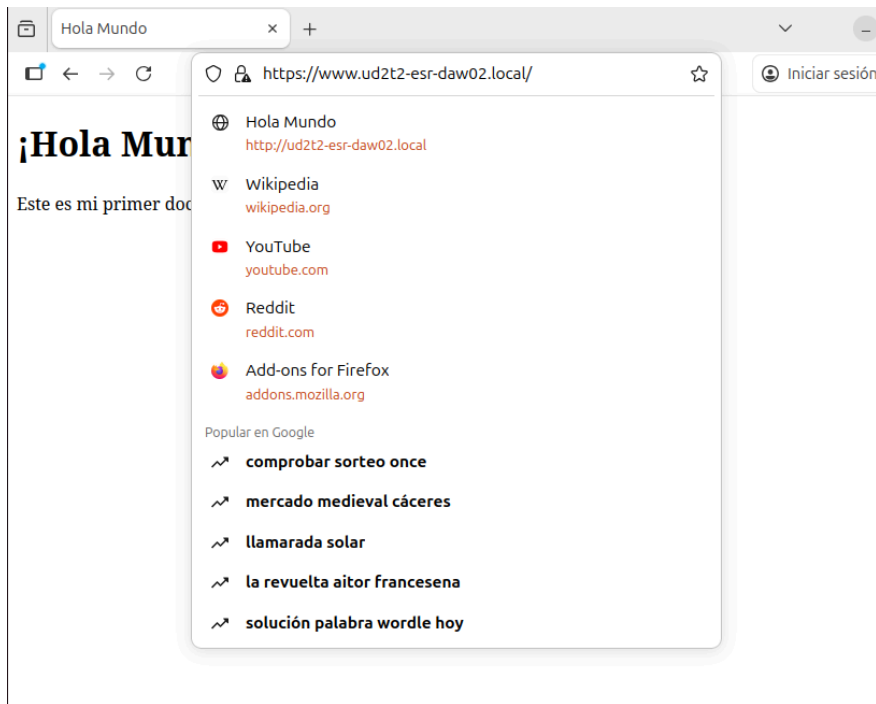 Hola Mundo
https://www.ud2t2-esr-daw02.local/
Iniciar sesión
¡Hola Mun
Este es mi primer doc
Hola Mundo
http://ud2t2-esr-daw02.local
Wikipedia
wikipedia.org
YouTube
youtube.com
Reddit
reddit.com
Add-ons for Firefox
addons.mozilla.org
Popular en Google
comprobar sorteo once
mercado medieval cáceres
llamarada solar
la revuelta aitor francesena
solución palabra wordle hoy